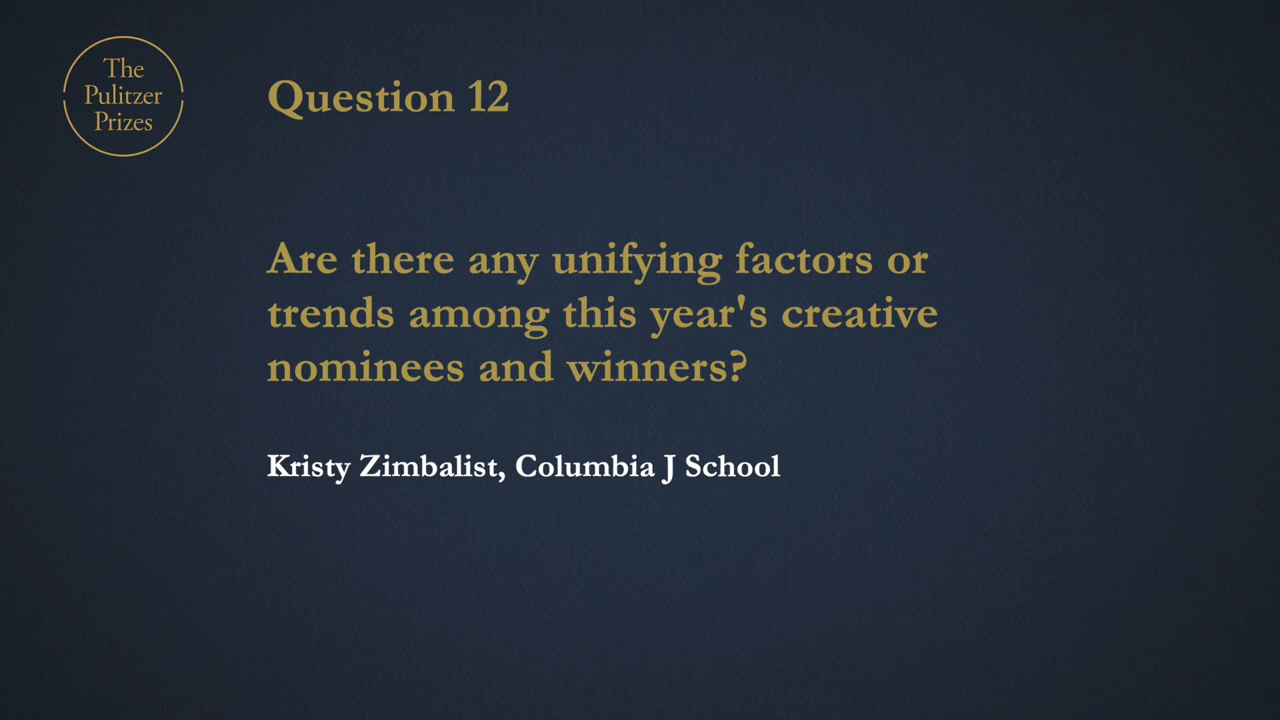 The
Pulitzer
Prizes
Question 12
Are there any unifying factors or
trends among this year's creative
nominees and winners?
Kristy Zimbalist, Columbia J School